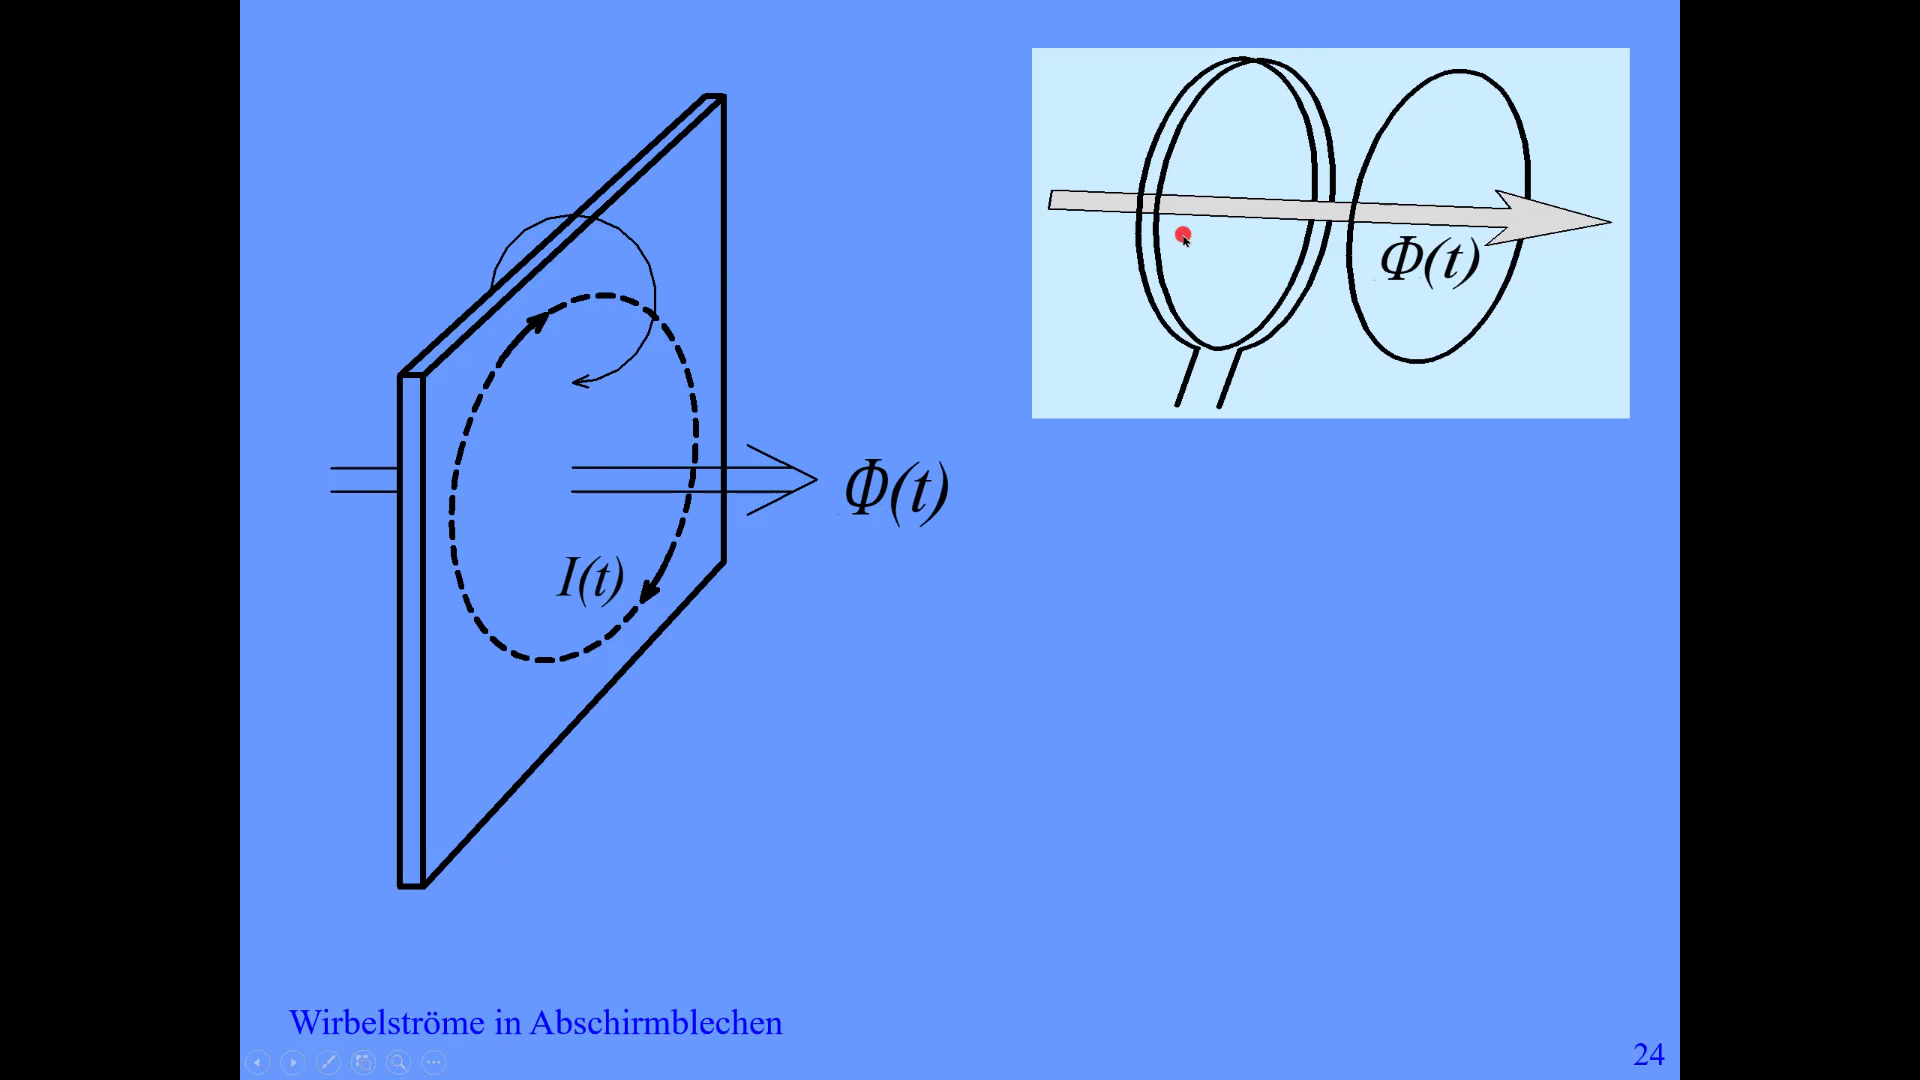 Φ(t)
Φ(t)
I(t)
Wirbelströme in Abschirmblechen
24